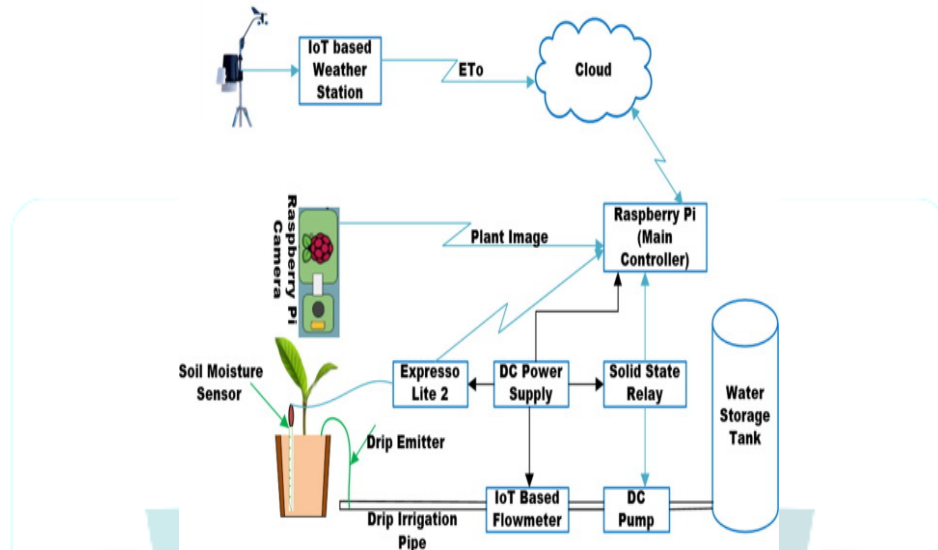 IoT based
Weather
Station
ETo
Cloud
Raspberry Pi
Camera
Plant Image
Raspberry Pi
(Main
Controller)
Soil Moisture
Sensor
Expresso
Lite 2
DC Power
Supply
Solid State
Relay
Water
Storage
Tank
Drip Emitter
Drip Irrigation
Pipe
IoT Based
Flowmeter
DC
Pump